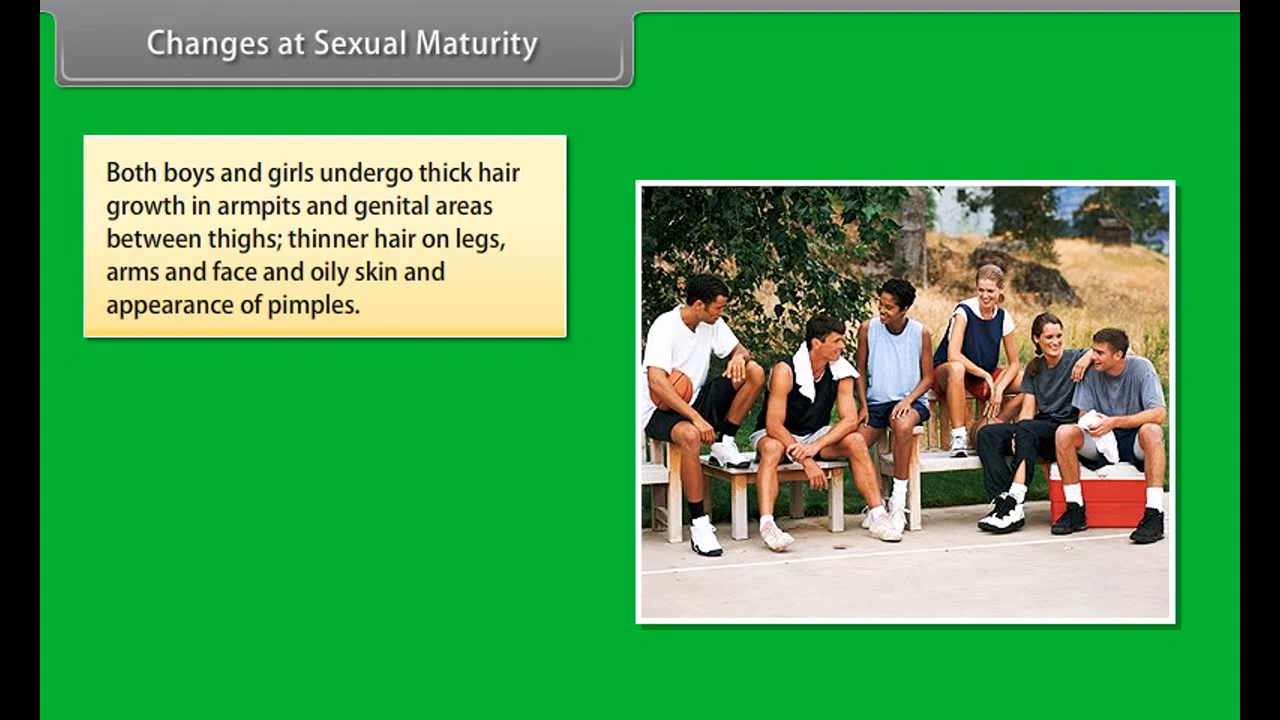 Changes at Sexual Maturity
Both boys and girls undergo thick hair
growth in armpits and genital areas
between thighs; thinner hair on legs,
arms and face and oily skin and
appearance of pimples.